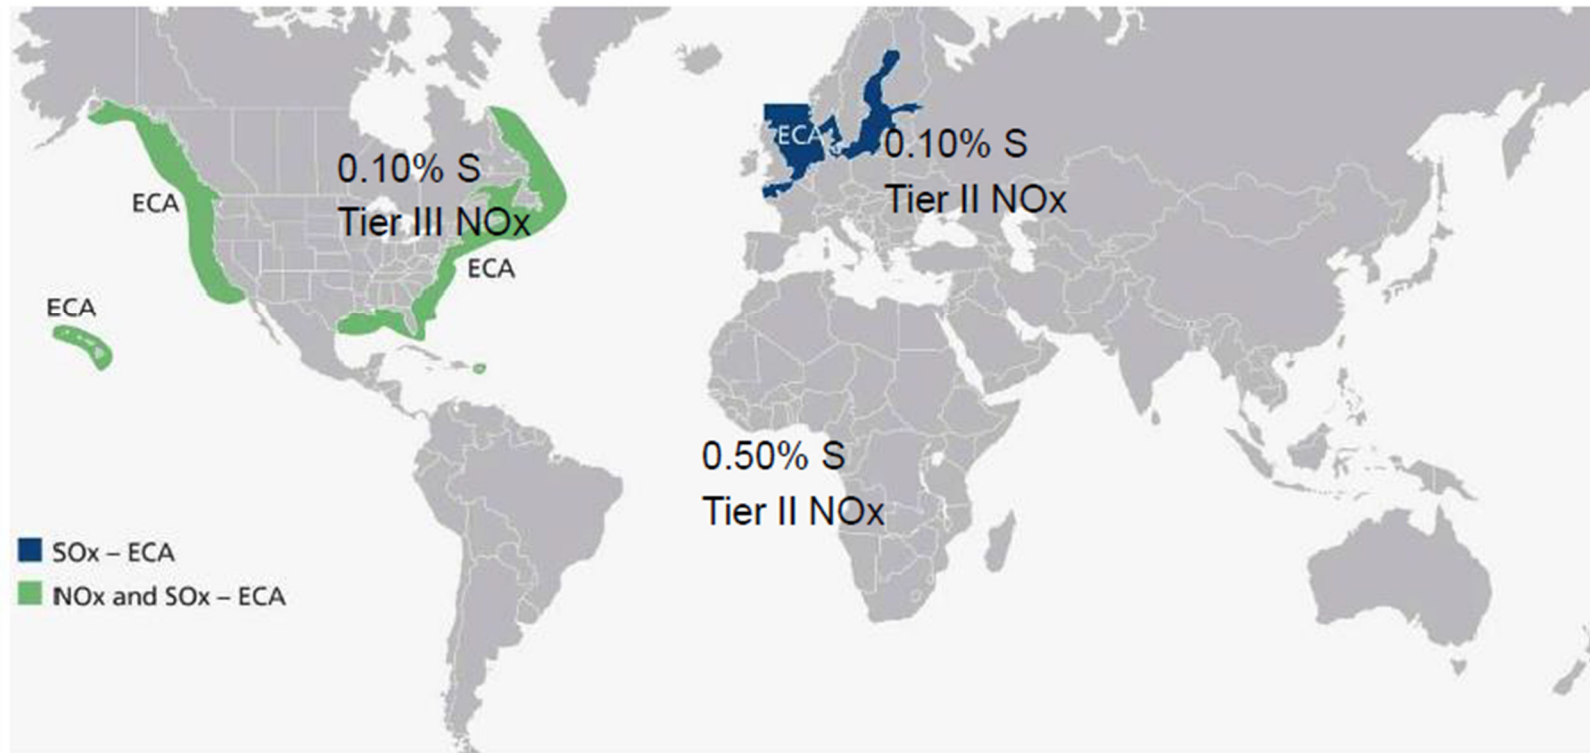 ECA
0.10% S
Tier II NOx
0.10% S
Tier III NOx
ECA
ECA
ECA
0.50% S
Tier II NOx
SOx – ECA
NOx and SOx – ECA